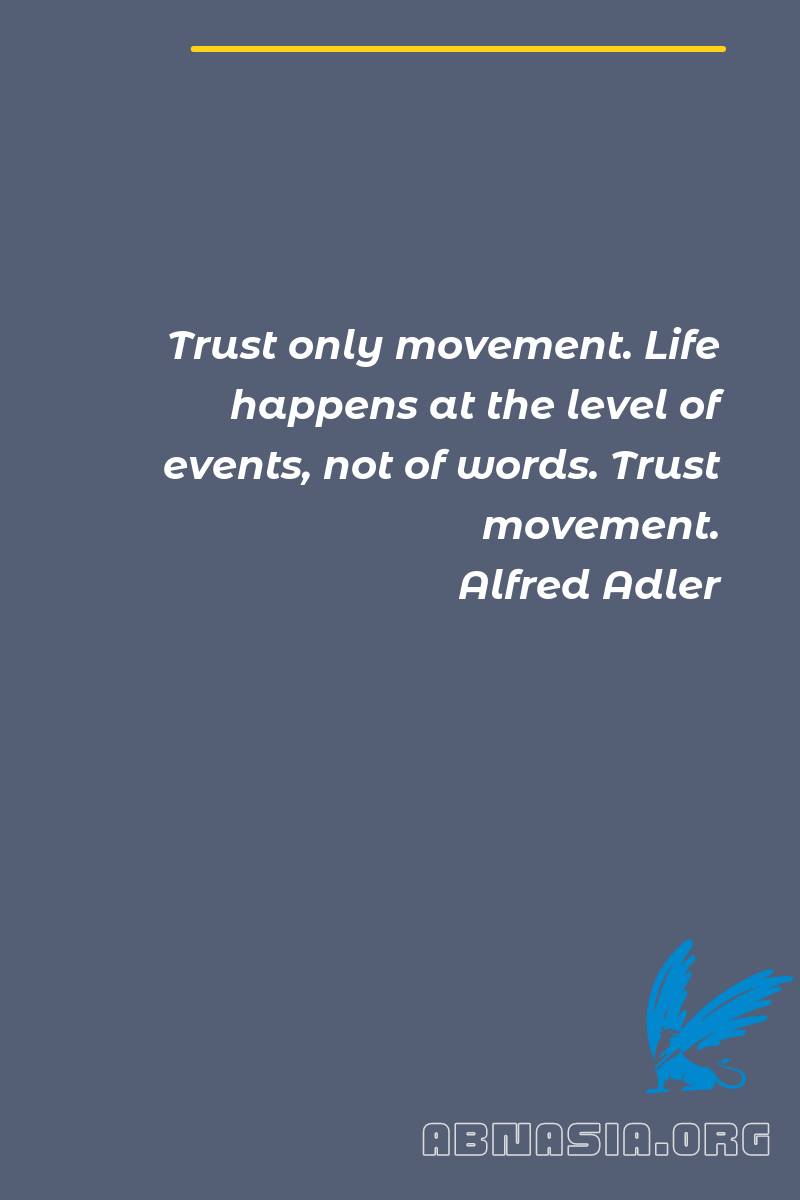 Trust only movement. Life
happens at the level of
events, not of words. Trust
movement.
Alfred Adler
ABNASIA.ORG